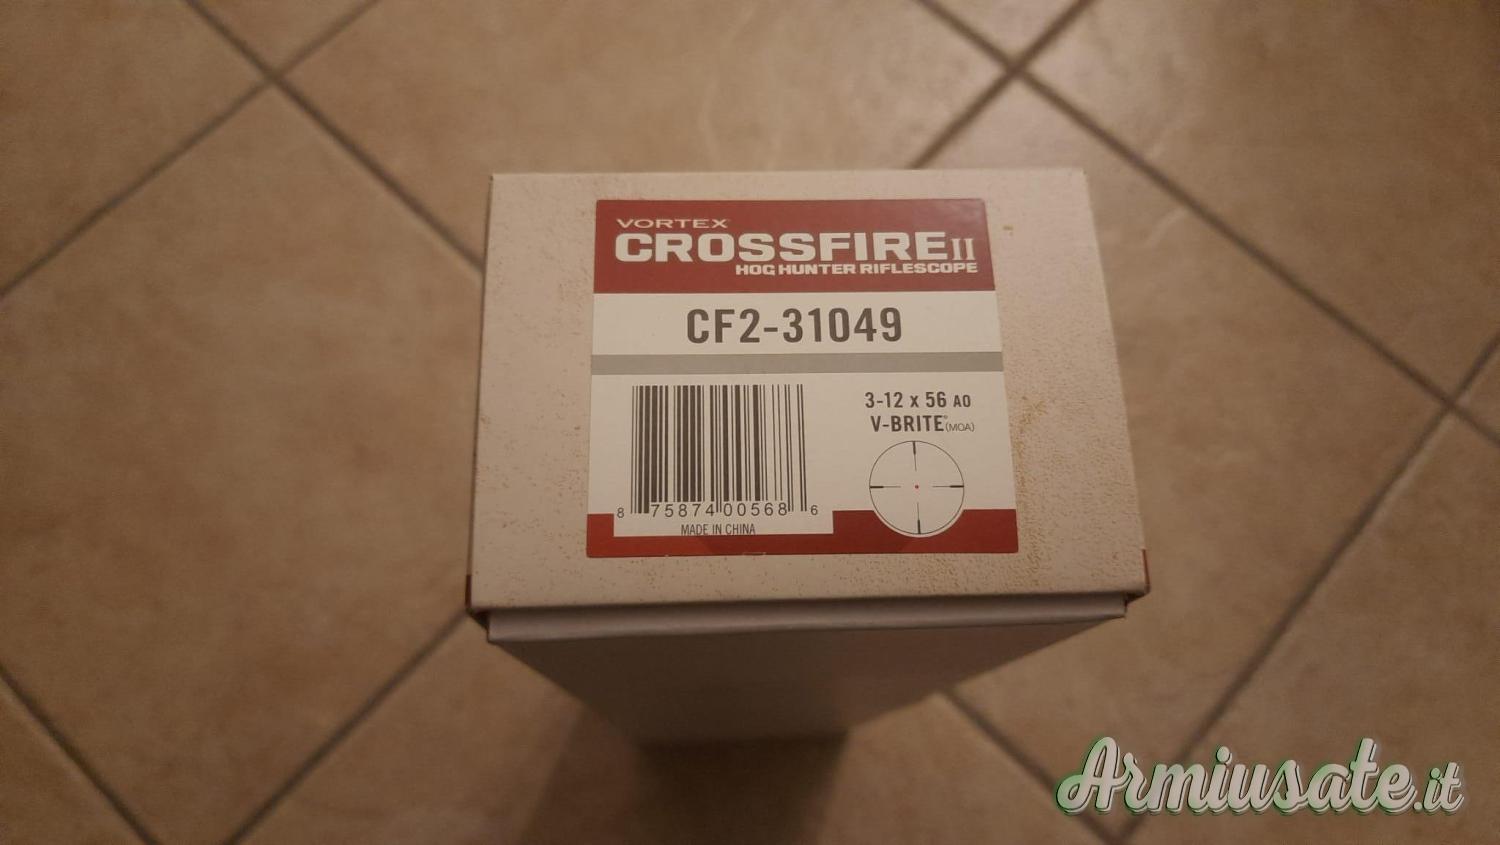 VORTEX
CROSSFIRE II
HOG HUNTER RIFLESCOPE
CF2-31049
3-12 x 56 AO
V-BRITE® (MOA)
8 75874 00568 6
MADE IN CHINA
Armiusate.it